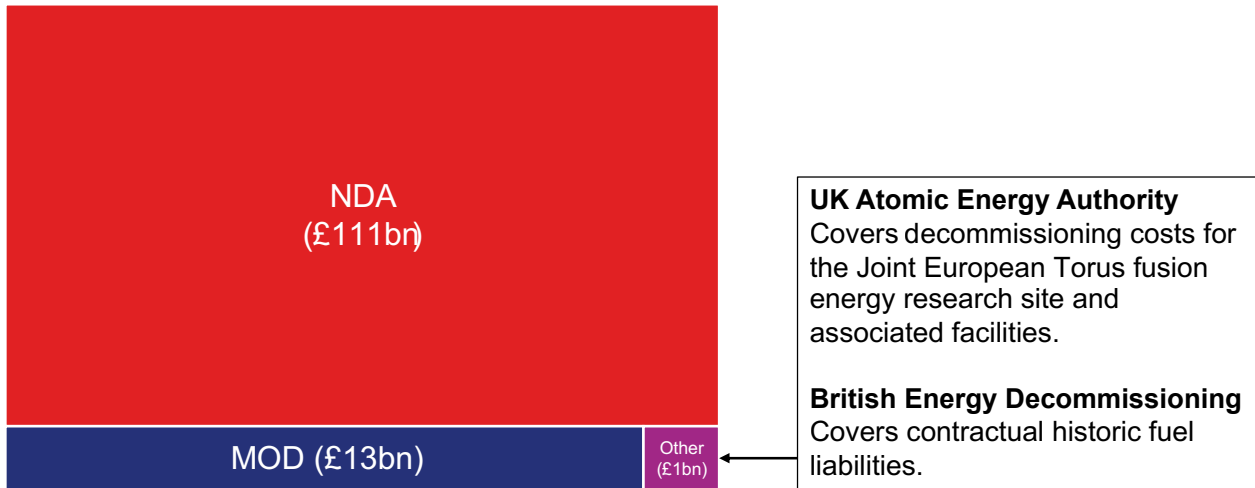 NDA
(£111bn)
MOD (£13bn)
Other
(£1bn)
UK Atomic Energy Authority
Covers decommissioning costs for
the Joint European Torus fusion
energy research site and
associated facilities.
British Energy Decommissioning
Covers contractual historic fuel
liabilities.